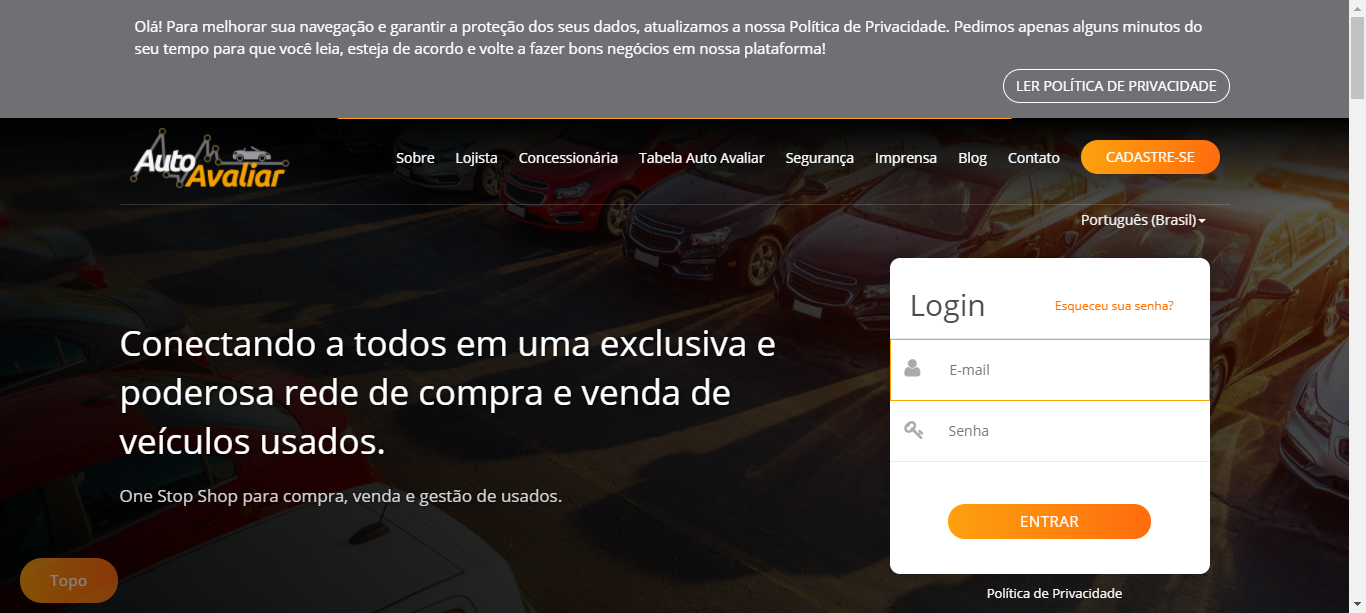 Olá! Para melhorar sua navegação e garantir a proteção dos seus dados, atualizamos a nossa Política de Privacidade. Pedimos apenas alguns minutos do
seu tempo para que você leia, esteja de acordo e volte a fazer bons negócios em nossa plataforma!
LER POLÍTICA DE PRIVACIDADE
Auto
Avaliar
Sobre Lojista Concessionária Tabela Auto Avaliar Segurança Imprensa Blog Contato CADASTRE-SE
Português (Brasil)
Login Esqueceu sua senha?
E-mail
Senha
ENTRAR
Política de Privacidade
Conectando a todos em uma exclusiva e
poderosa rede de compra e venda de
veículos usados.
One Stop Shop para compra, venda e gestão de usados.
Topo